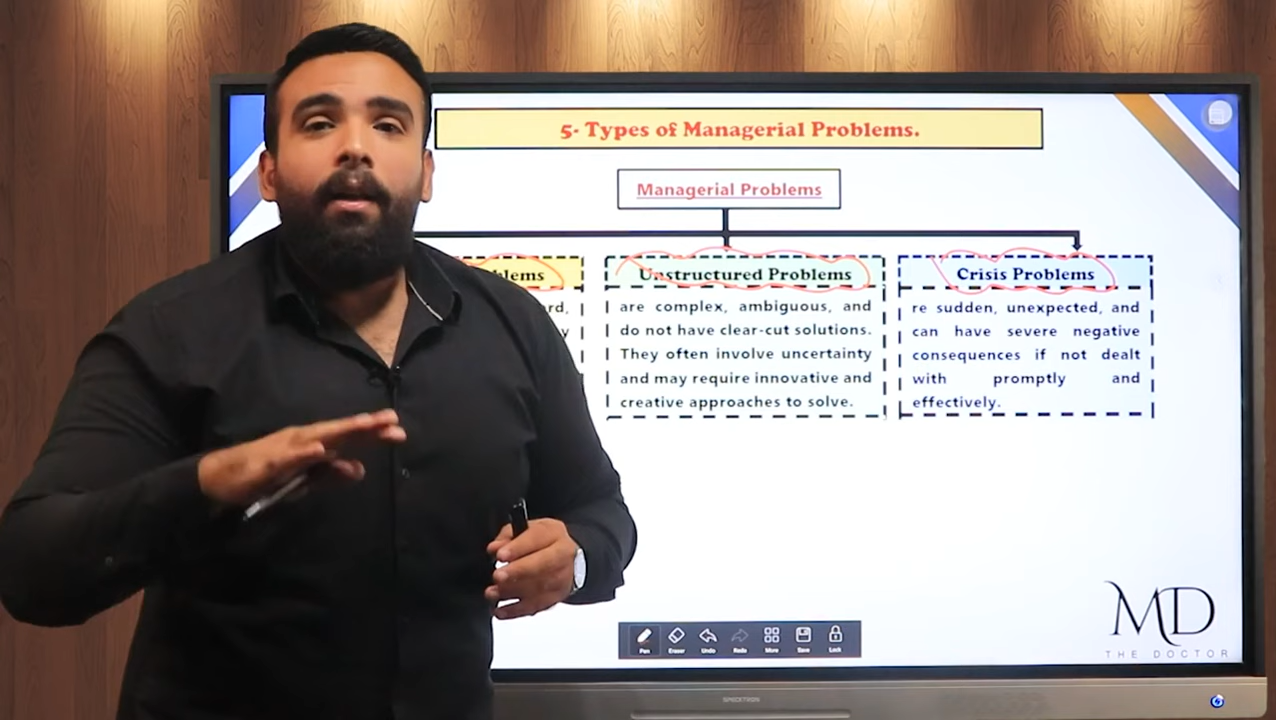 5- Types of Managerial Problems.
Managerial Problems
Unstructured Problems
are complex, ambiguous, and
do not have clear-cut solutions.
They often involve uncertainty
and may require innovative and
creative approaches to solve.
Crisis Problems
re sudden, unexpected, and
can have severe negative
consequences if not dealt
with promptly and
effectively.
Pen Eraser Undo Redo More Save Lock
MD
THE DOCTOR